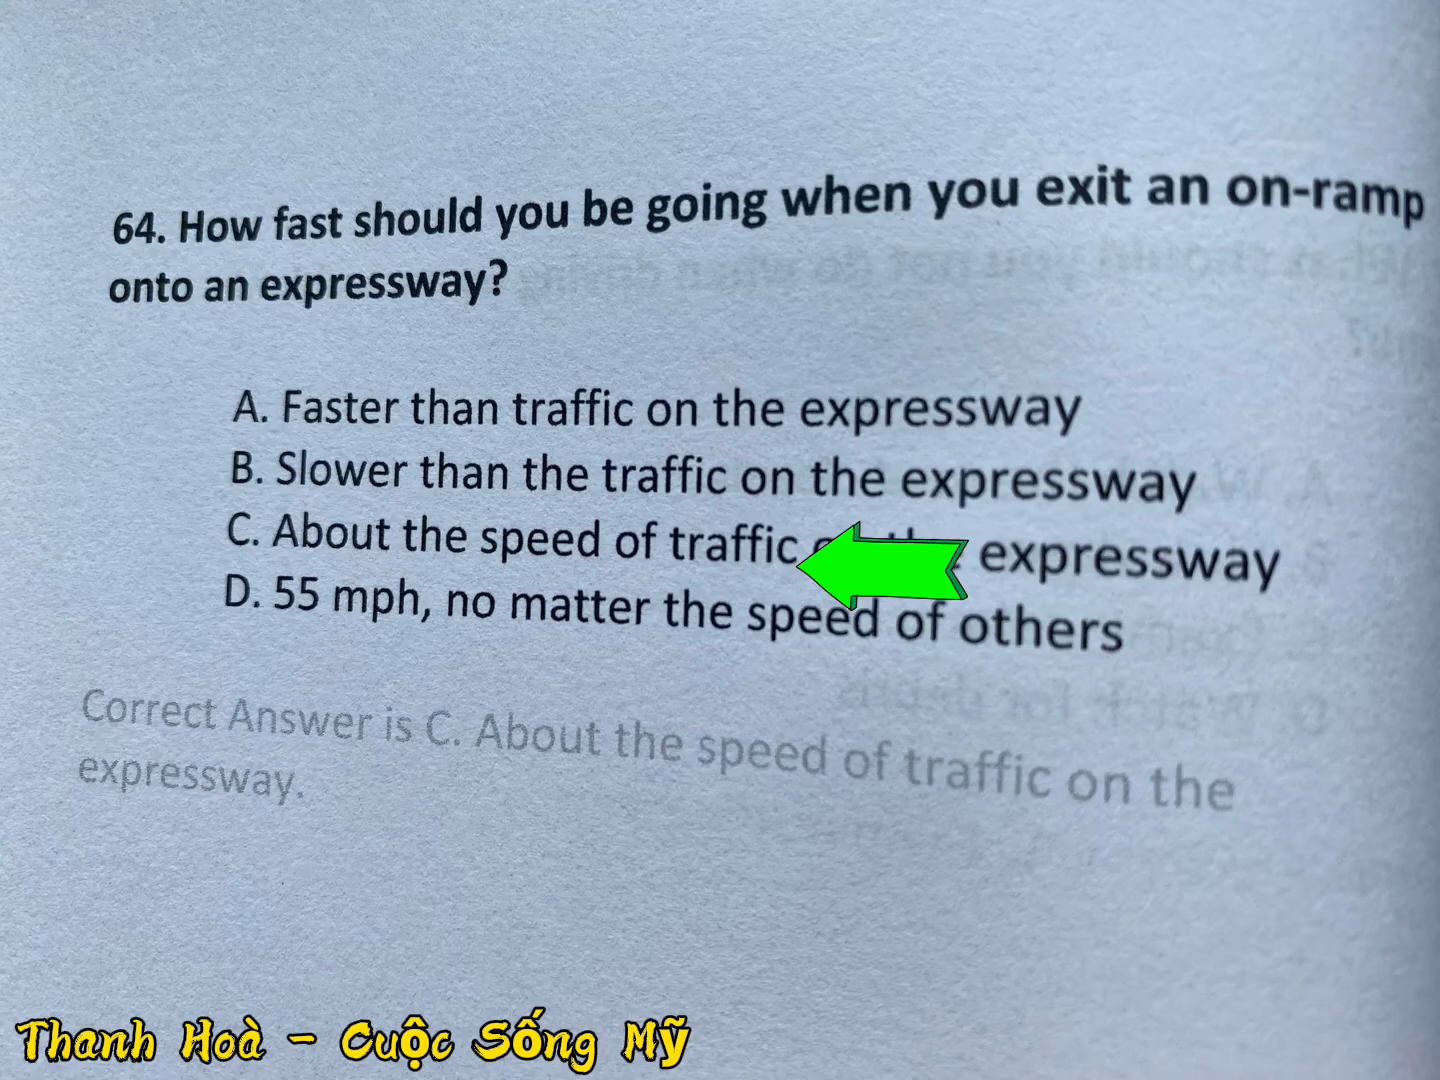 64. How fast should you be going when you exit an on-ramp
onto an expressway?
A. Faster than traffic on the expressway
B. Slower than the traffic on the expressway
C. About the speed of traffic expressway
D. 55 mph, no matter the speed of others
Correct Answer is C. About the speed of traffic on the
expressway.
Thanh Hoà - Cuộc Sống Mỹ